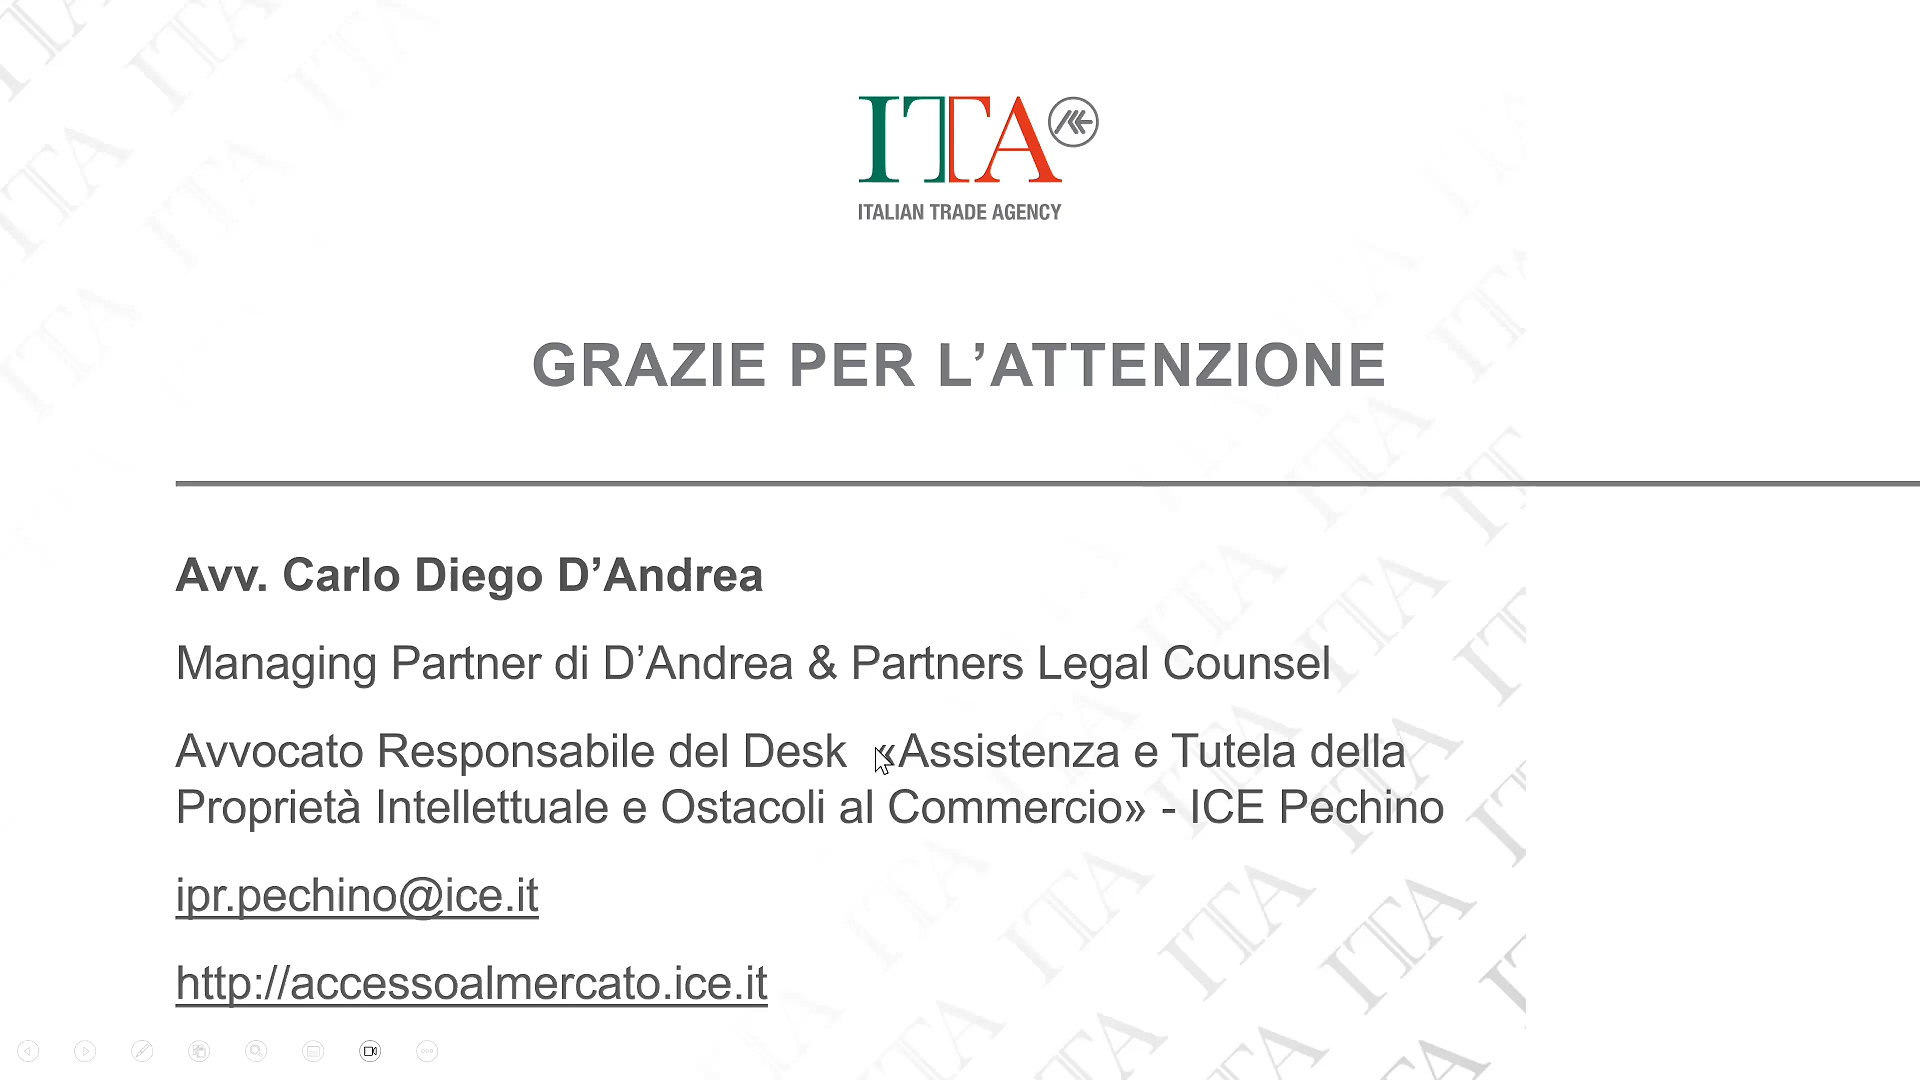 ITA
ITALIAN TRADE AGENCY
GRAZIE PER L’ATTENZIONE
Avv. Carlo Diego D’Andrea
Managing Partner di D’Andrea & Partners Legal Counsel
Avvocato Responsabile del Desk «Assistenza e Tutela della
Proprietà Intellettuale e Ostacoli al Commercio» - ICE Pechino
ipr.pechino@ice.it
http://accessoalmercato.ice.it